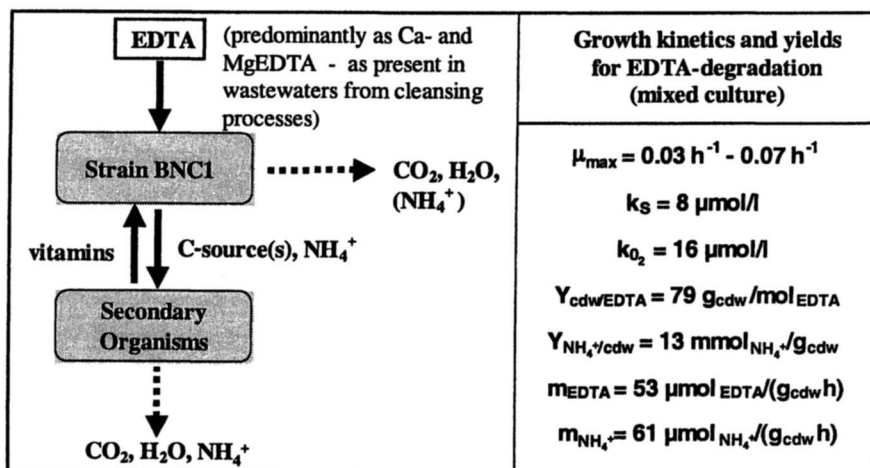 EDTA
(predominantly as Ca- and
MgEDTA - as present in
wastewaters from cleansing
processes)
Strain BNC1
CO₂, H₂O,
(NH₄⁺)
vitamins
C-source(s), NH₄⁺
Secondary
Organisms
CO₂, H₂O, NH₄⁺
Growth kinetics and yields
for EDTA-degradation
(mixed culture)
μmax = 0.03 h⁻¹ - 0.07 h⁻¹
kS = 8 μmol/l
k0₂ = 16 μmol/l
Ycdw/EDTA = 79 gcdw/molEDTA
YNH₄⁺/cdw = 13 mmolNH₄⁺/gcdw
mEDTA = 53 μmol EDTA/(gcdw h)
mNH₄⁺ = 61 μmol NH₄⁺/(gcdw h)